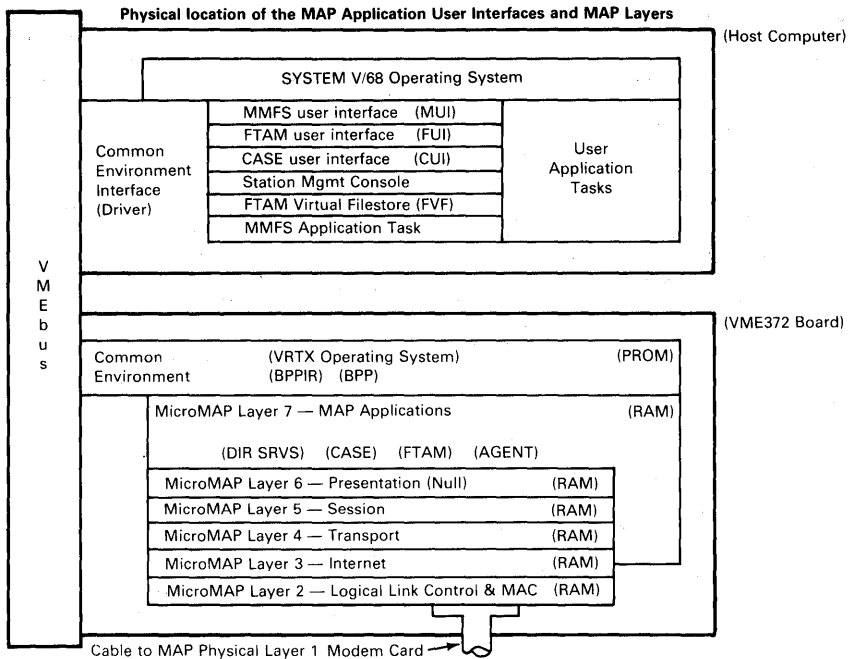 Physical location of the MAP Application User Interfaces and MAP Layers
(Host Computer)
SYSTEM V/68 Operating System
MMFS user interface (MUI)
FTAM user interface (FUI)
CASE user interface (CUI)
Station Mgmt Console
FTAM Virtual Filestore (FVF)
MMFS Application Task
Common
Environment
Interface
(Driver)
User
Application
Tasks
VMEbus
(VME372 Board)
Common (VRTX Operating System) (PROM)
Environment (BPPIR) (BPP)
MicroMAP Layer 7 — MAP Applications (RAM)
(DIR SRVS) (CASE) (FTAM) (AGENT)
MicroMAP Layer 6 — Presentation (Null) (RAM)
MicroMAP Layer 5 — Session (RAM)
MicroMAP Layer 4 — Transport (RAM)
MicroMAP Layer 3 — Internet (RAM)
MicroMAP Layer 2 — Logical Link Control & MAC (RAM)
Cable to MAP Physical Layer 1 Modem Card